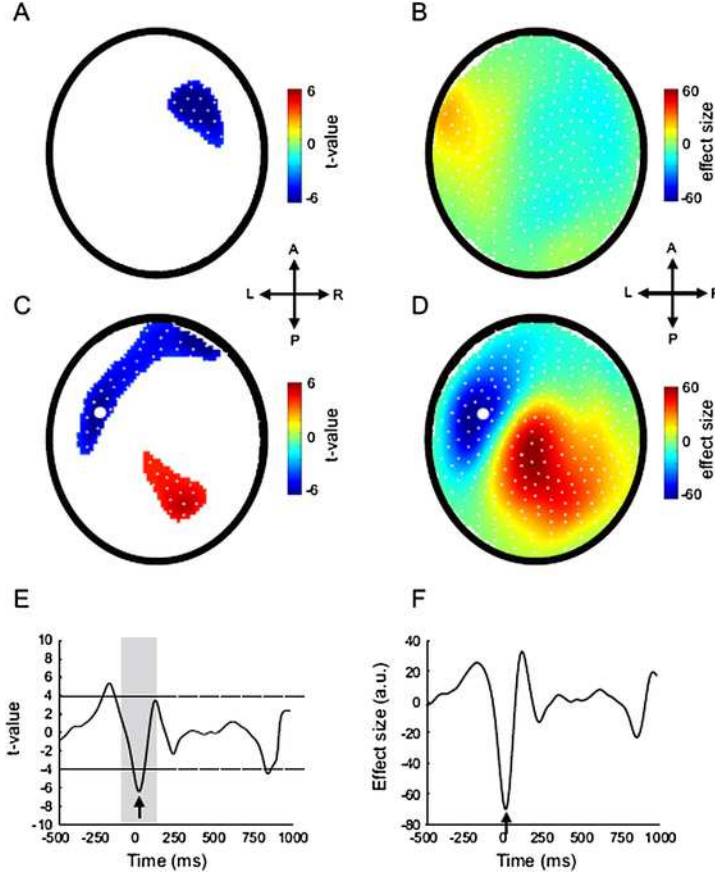 A
B
6
0
-6
t-value
60
0
-60
effect size
A
L
R
P
A
L
R
P
C
D
6
0
-6
t-value
60
0
-60
effect size
E
F
10
8
6
4
2
0
-2
-4
-6
-8
-10
t-value
-500
-250
0
250
500
750
1000
Time (ms)
40
20
0
-20
-40
-60
-80
Effect size (a.u.)
-500
-250
0
250
500
750
1000
Time (ms)